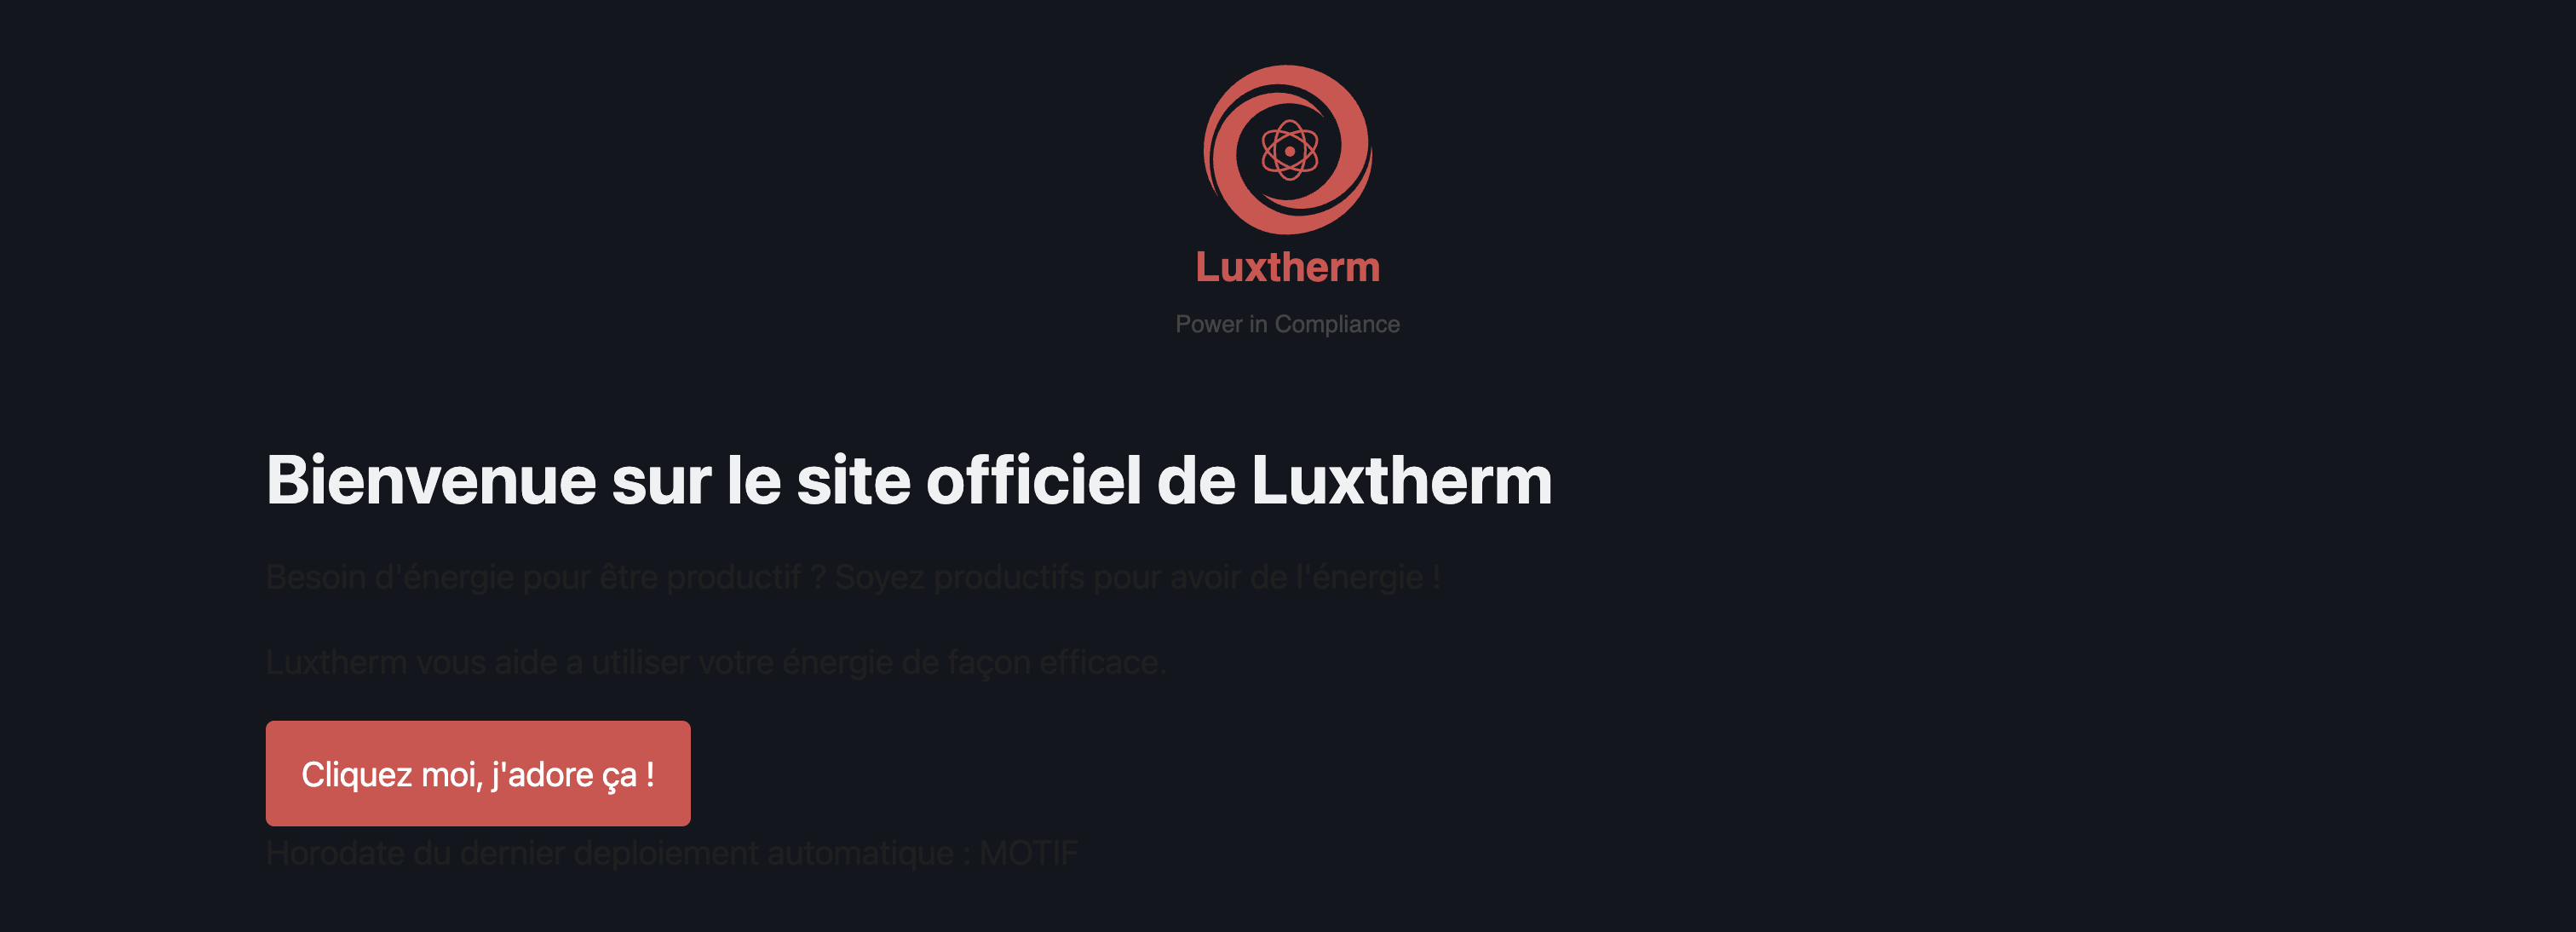 Luxtherm
Power in Compliance
Bienvenue sur le site officiel de Luxtherm
Besoin d'énergie pour être productif ? Soyez productifs pour avoir de l'énergie !
Luxtherm vous aide a utiliser votre énergie de façon efficace.
Cliquez moi, j'adore ça !
Horodate du dernier deploiement automatique : MOTIF